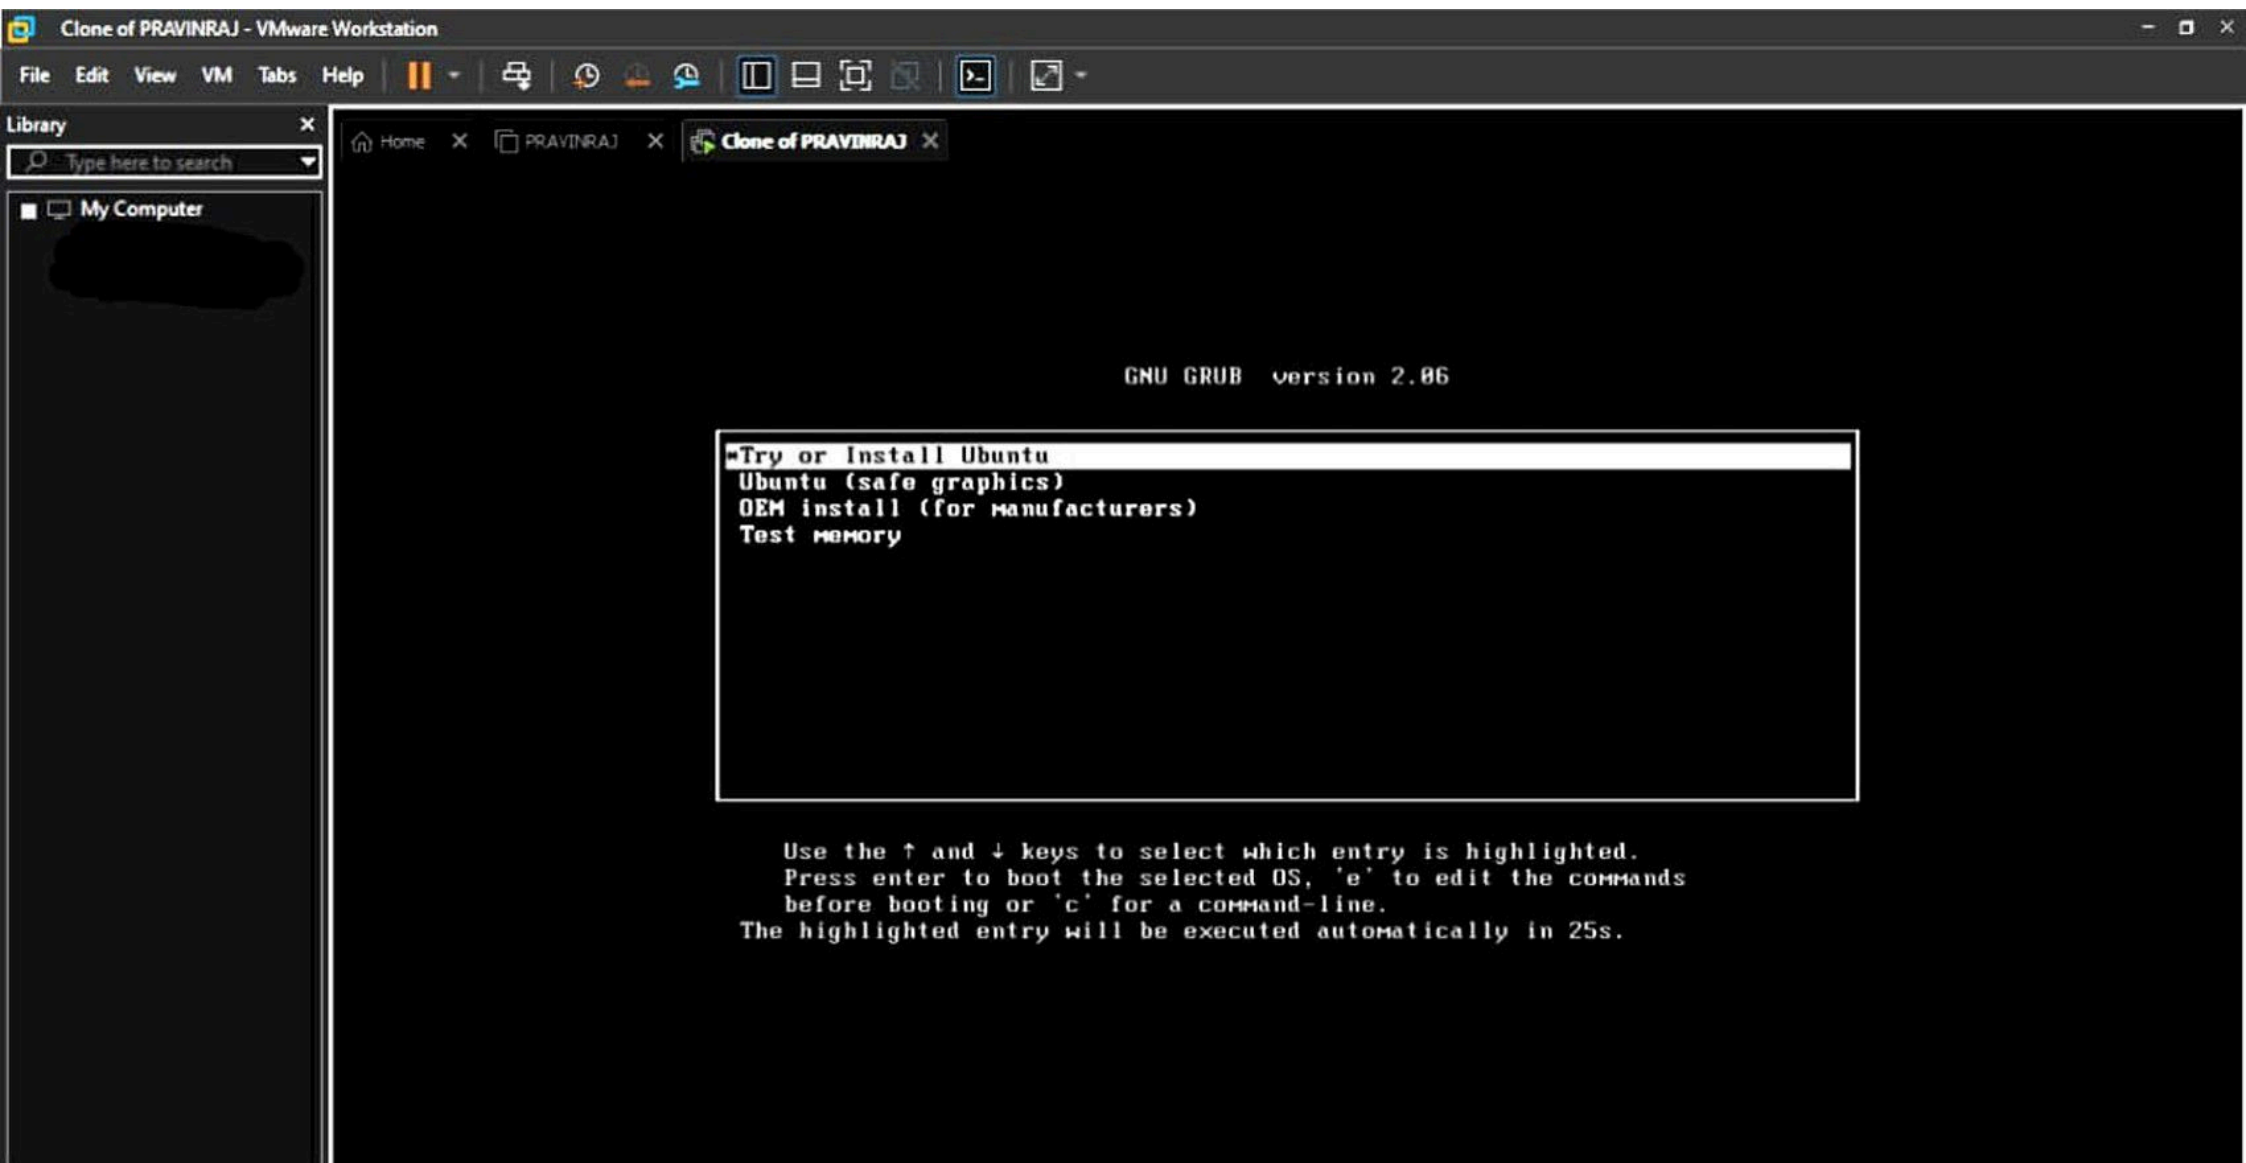 Clone of PRAVINRAJ - VMware Workstation
File Edit View VM Tabs Help
Library
Type here to search
My Computer
Home
PRAVINRAJ
Clone of PRAVINRAJ
GNU GRUB version 2.06
*Try or Install Ubuntu
Ubuntu (safe graphics)
OEM install (for manufacturers)
Test memory
Use the ↑ and ↓ keys to select which entry is highlighted.
Press enter to boot the selected OS, 'e' to edit the commands
before booting or 'c' for a command-line.
The highlighted entry will be executed automatically in 25s.